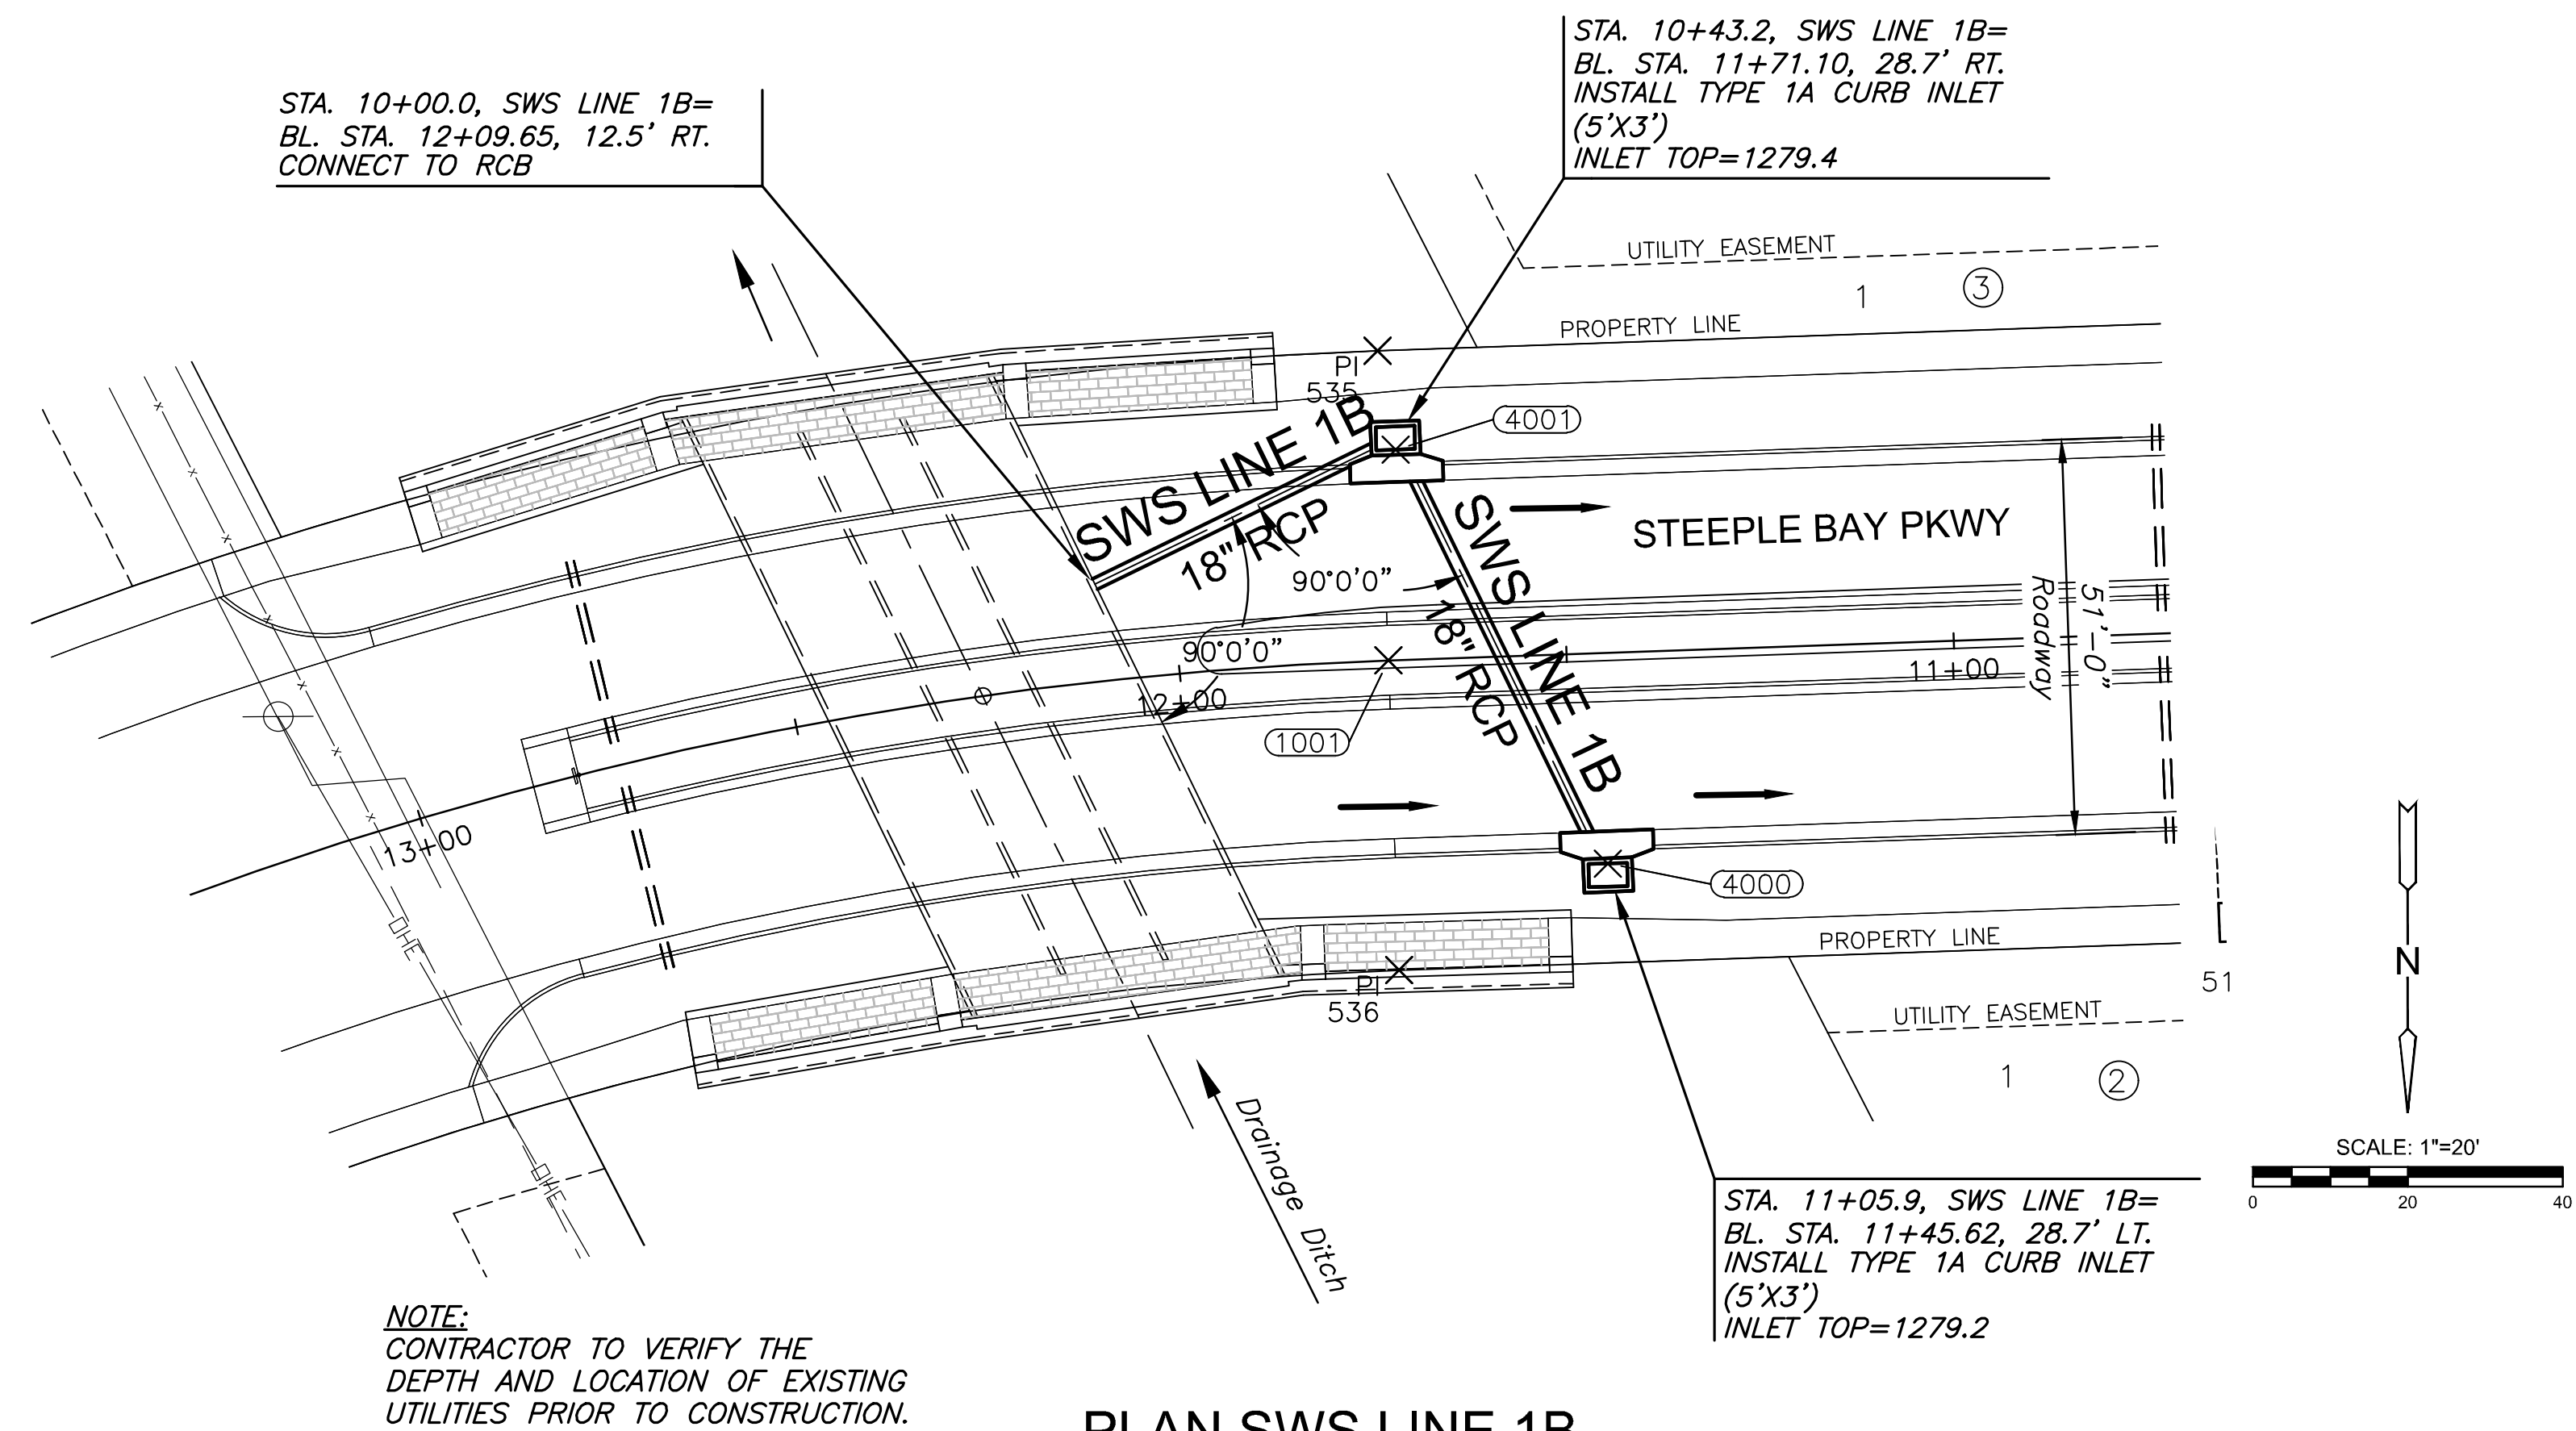 STA. 10+43.2, SWS LINE 1B=
BL. STA. 11+71.10, 28.7' RT.
INSTALL TYPE 1A CURB INLET
(5'X3')
INLET TOP=1279.4
STA. 10+00.0, SWS LINE 1B=
BL. STA. 12+09.65, 12.5' RT.
CONNECT TO RCB
UTILITY EASEMENT
1
3
PROPERTY LINE
PI
535
4001
SWS LINE 1B
18" RCP
STEEPLE BAY PKWY
90°0'0"
SWS LINE 1B
18" RCP
51'-0"
Roadway
90°0'0"
11+00
12+00
1001
13+00
4000
OHE
PROPERTY LINE
PI
536
N
51
UTILITY EASEMENT
1
2
Drainage Ditch
OHE
SCALE: 1"=20'
0 20 40
STA. 11+05.9, SWS LINE 1B=
BL. STA. 11+45.62, 28.7' LT.
INSTALL TYPE 1A CURB INLET
(5'X3')
INLET TOP=1279.2
NOTE:
CONTRACTOR TO VERIFY THE
DEPTH AND LOCATION OF EXISTING
UTILITIES PRIOR TO CONSTRUCTION.
PLAN SWS LINE 1B